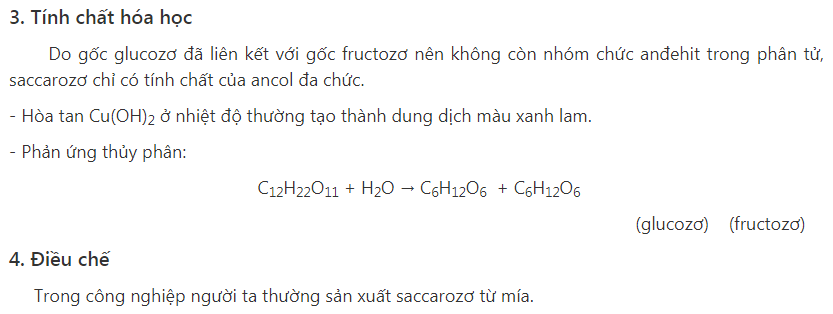 3. Tính chất hóa học
Do gốc glucozơ đã liên kết với gốc fructozơ nên không còn nhóm chức anđehit trong phân tử,
saccarozơ chỉ có tính chất của ancol đa chức.
- Hòa tan Cu(OH)₂ ở nhiệt độ thường tạo thành dung dịch màu xanh lam.
- Phản ứng thủy phân:
C₁₂H₂₂O₁₁ + H₂O → C₆H₁₂O₆ + C₆H₁₂O₆
(glucozơ) (fructozơ)
4. Điều chế
Trong công nghiệp người ta thường sản xuất saccarozơ từ mía.